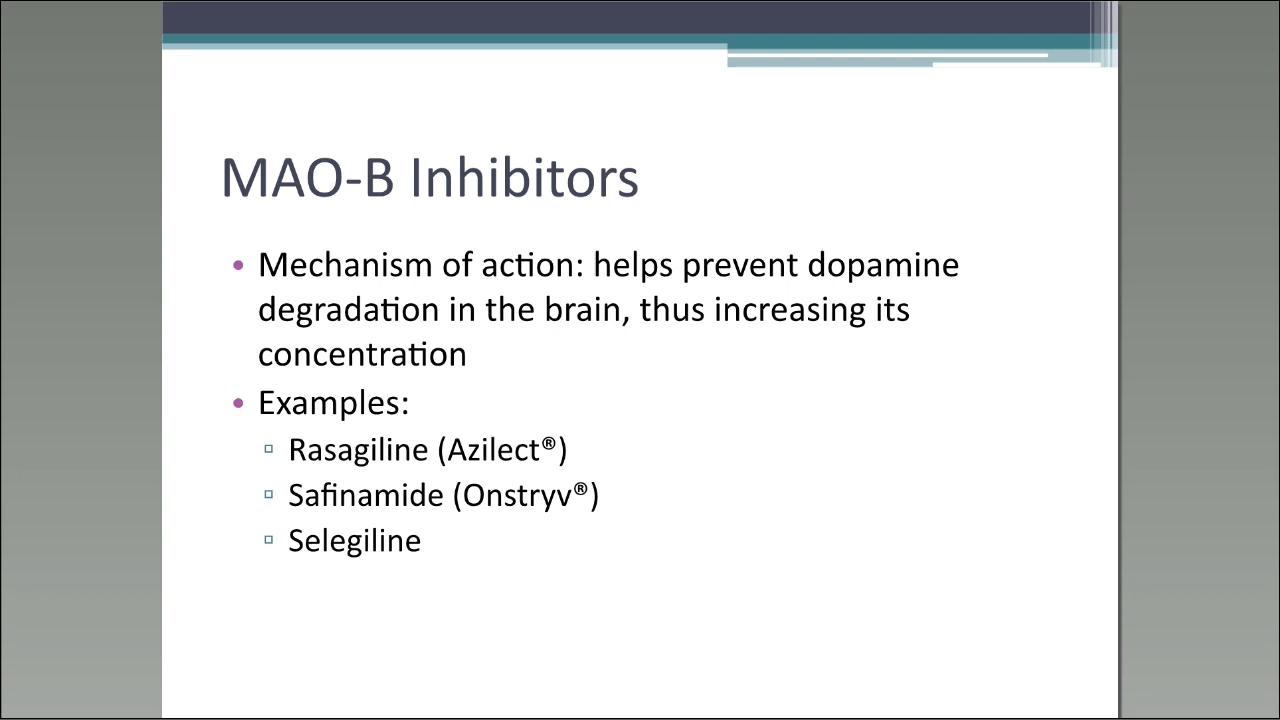 MAO-B Inhibitors
• Mechanism of action: helps prevent dopamine
degradation in the brain, thus increasing its
concentration
• Examples:
▫ Rasagiline (Azilect®)
▫ Safinamide (Onstryv®)
▫ Selegiline